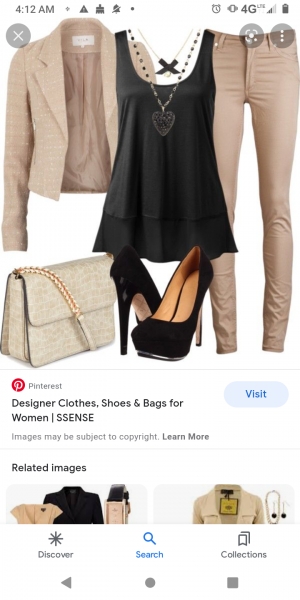 4:12 AM
4G LTE
Pinterest
Designer Clothes, Shoes & Bags for
Women | SSENSE
Visit
Images may be subject to copyright. Learn More
Related images
Discover
Search
Collections